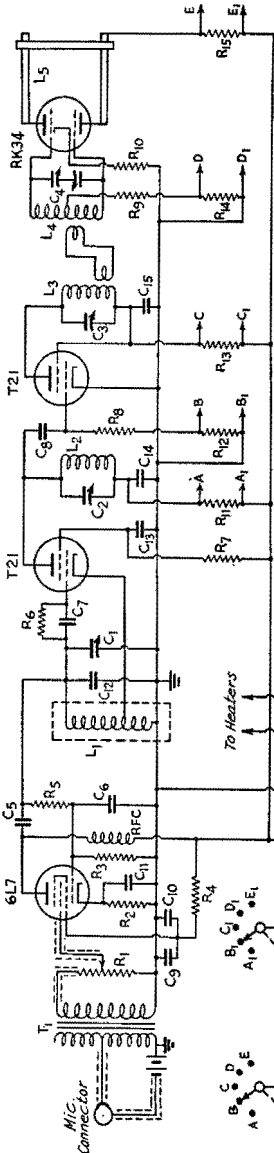 Mic.
Connector
T₁
R₁
6L7
R₂
C₁₁
R₃
C₉
C₁₀
R₄
RFC
C₆
R₅
C₅
L₁
C₁₂
C₁
C₇
R₆
T21
C₁₃
R₇
C₂
L₂
C₁₄
C₈
R₈
R₁₁
A
A₁
R₁₂
B
B₁
T21
C₃
L₃
C₁₅
R₁₃
C
C₁
L₄
C₄
RK34
L₅
R₉
R₁₀
R₁₄
D
D₁
R₁₅
E
E₁
To Heaters
A
B
C
D
E
A₁
B₁
C₁
D₁
E₁